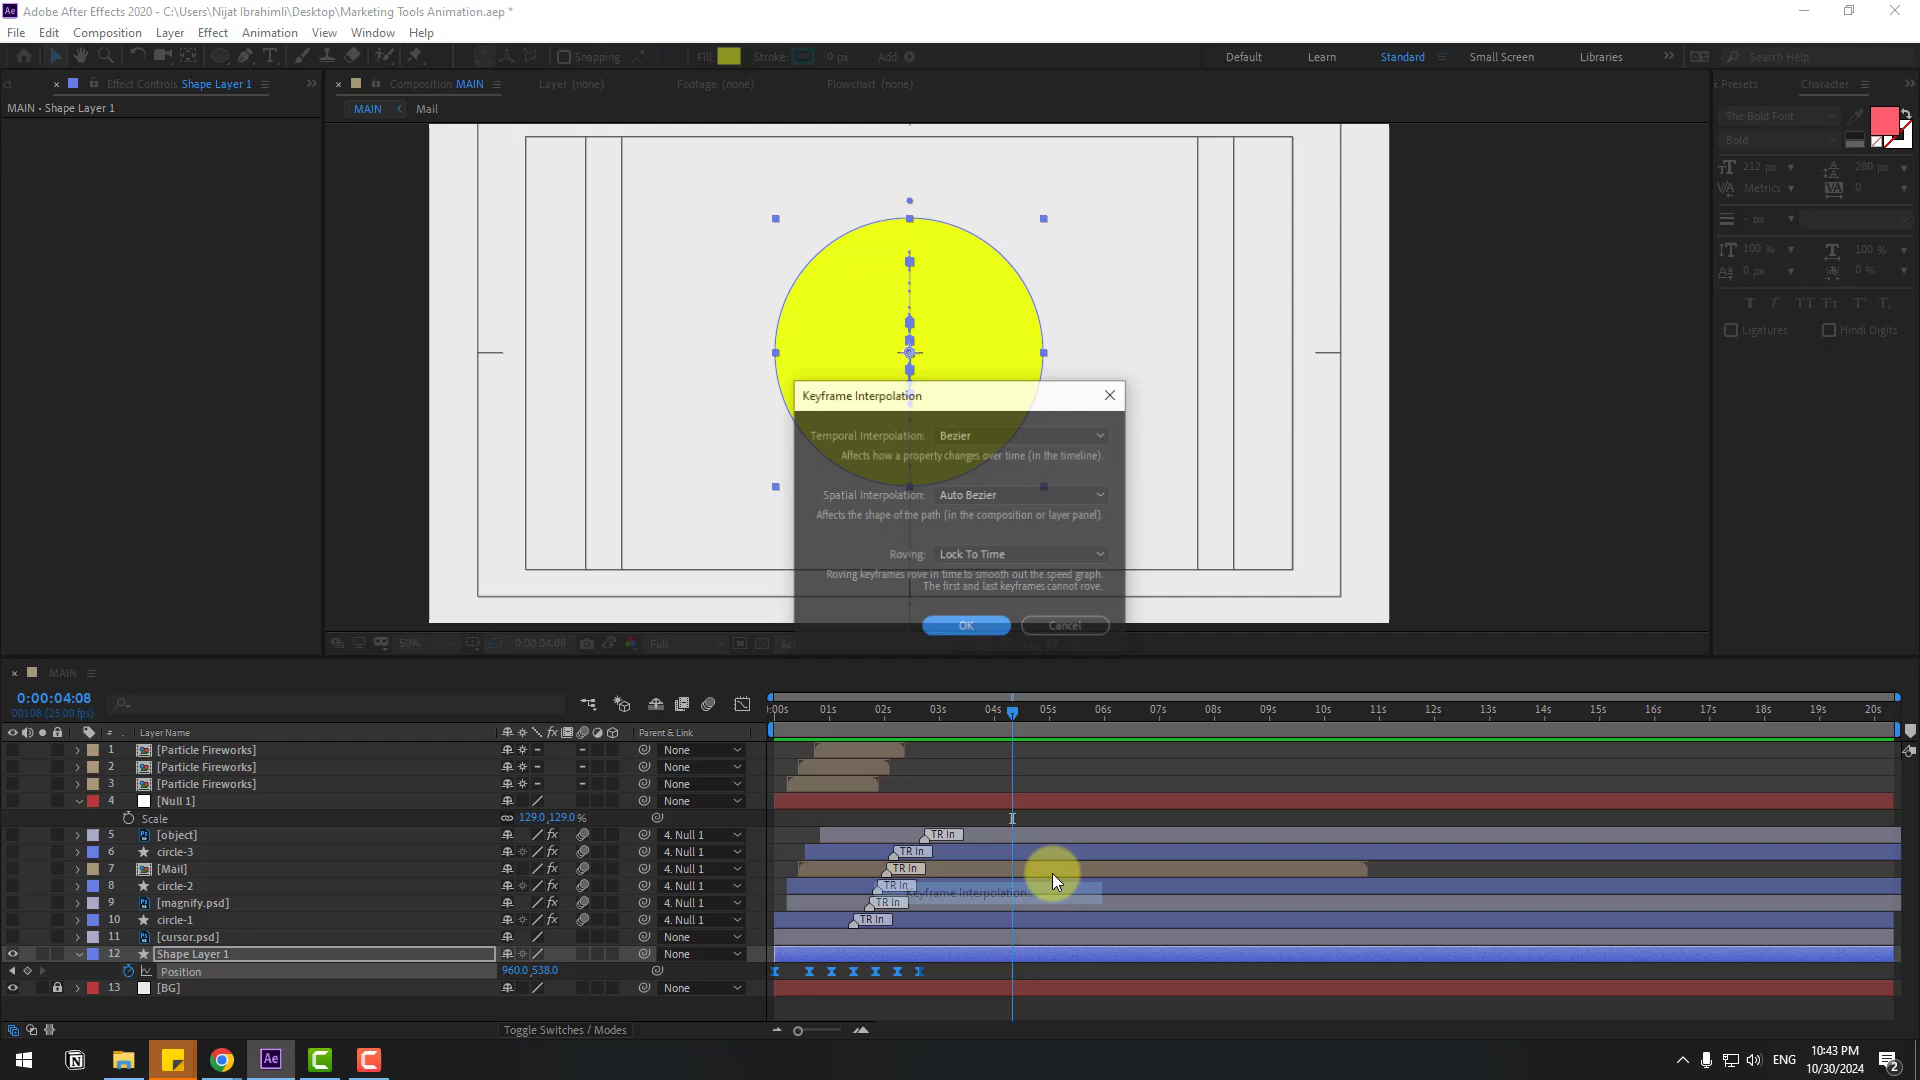 Adobe After Effects 2020 - C:\Users\Nijat Ibrahimli\Desktop\Marketing Tools Animation.aep *
File Edit Composition Layer Effect Animation View Window Help
Snapping Fill: Stroke: 0 px Add: Default Learn Standard Small Screen Libraries Search Help
Effect Controls Shape Layer 1 Composition MAIN Layer (none) Footage (none) Flowchart (none) Presets Character
MAIN • Shape Layer 1
MAIN Mail
The Bold Font
Bold
212 px 280 px
Metrics 0
- px
100 % 100 %
0 px 0 %
Ligatures Hindi Digits
Keyframe Interpolation
Temporal Interpolation: Bezier
Affects how a property changes over time (in the timeline).
Spatial Interpolation: Auto Bezier
Affects the shape of the path (in the composition or layer panel).
Roving: Lock To Time
Roving keyframes rove in time to smooth out the speed graph.
The first and last keyframes cannot rove.
OK Cancel
50% 0:00:04:08 Full
MAIN
0:00:04:08
00108 (25.00 fps)
:00s 01s 02s 03s 04s 05s 06s 07s 08s 09s 10s 11s 12s 13s 14s 15s 16s 17s 18s 19s 20s
# Layer Name Parent & Link
1 [Particle Fireworks] None
2 [Particle Fireworks] None
3 [Particle Fireworks] None
4 [Null 1] None
Scale 129.0,129.0 %
5 [object] 4. Null 1 TR In
6 circle-3 4. Null 1 TR In
7 [Mail] 4. Null 1 TR In
8 circle-2 4. Null 1 TR In
Keyframe Interpolation...
9 [magnify.psd] 4. Null 1 TR In
10 circle-1 4. Null 1 TR In
11 [cursor.psd] None
12 Shape Layer 1 None
Position 960.0,538.0
13 [BG] None
Toggle Switches / Modes
ENG
10:43 PM
10/30/2024
2